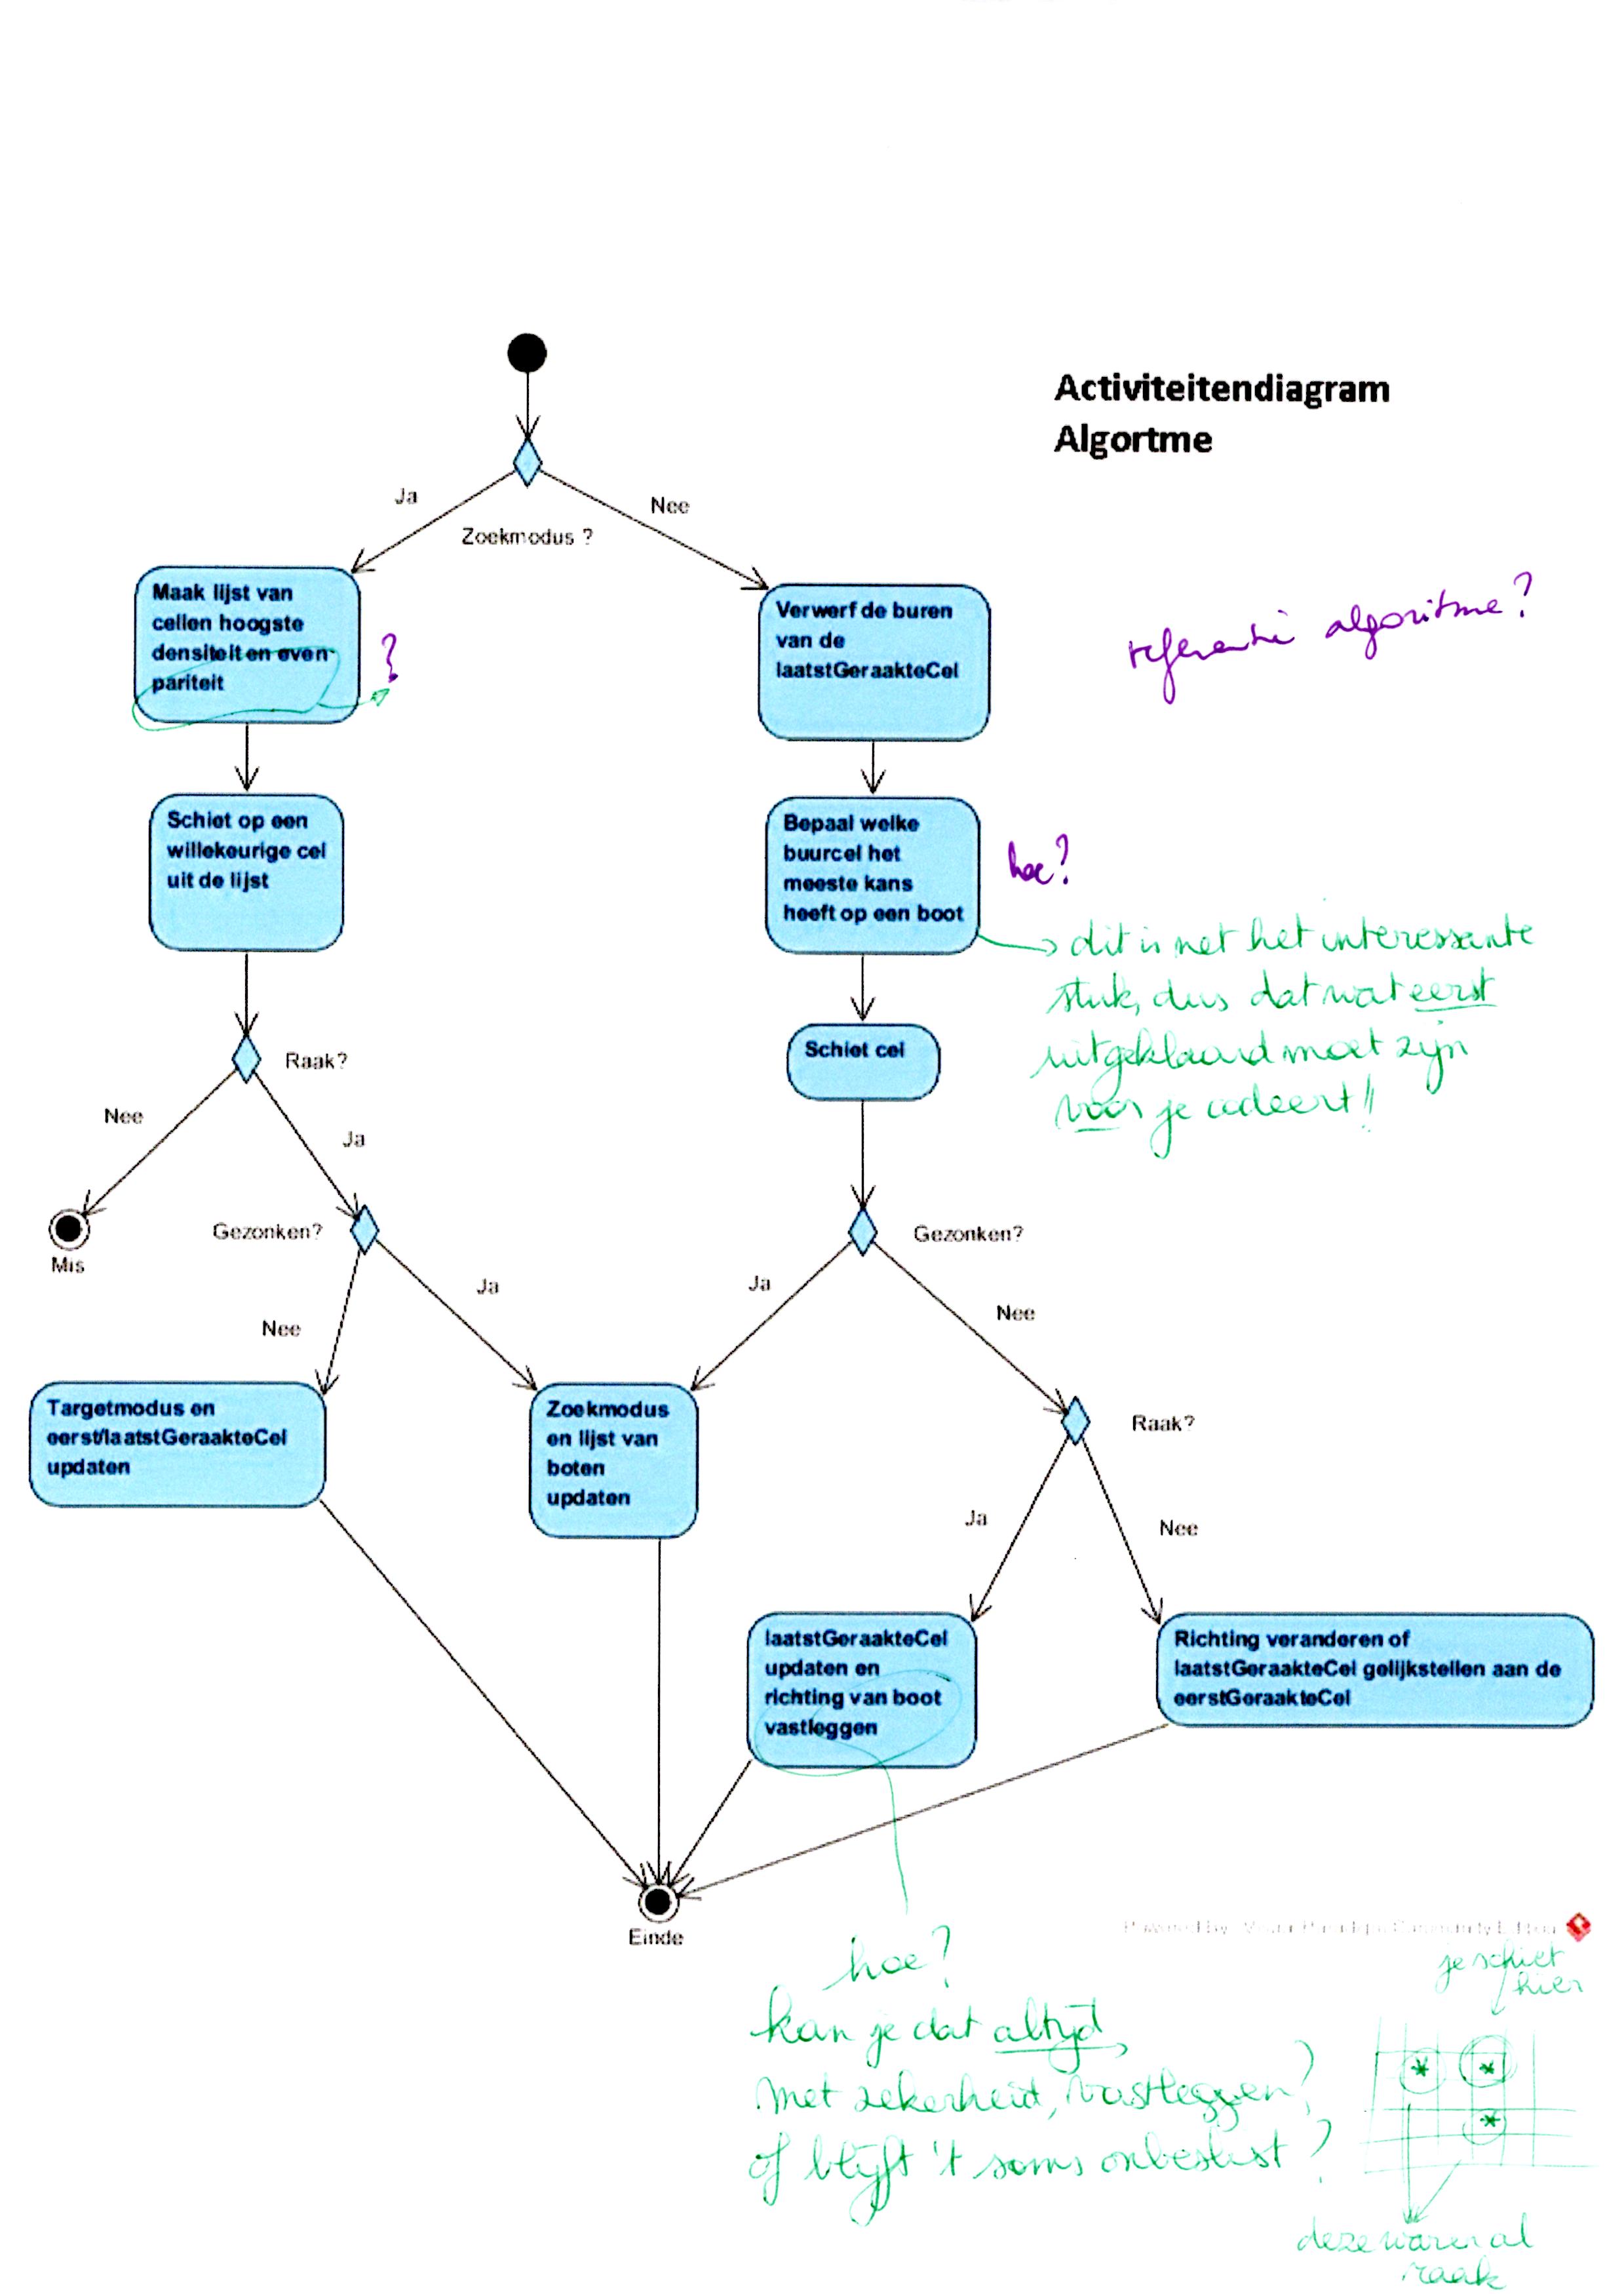 Activiteitendiagram
Algortme
Ja
Nee
Zoekmodus ?
Maak lijst van
cellen hoogste
densiteit en even
pariteit
?
Verwerf de buren
van de
laatstGeraakteCel
referentie algoritme?
Schiet op een
willekeurige cel
uit de lijst
Bepaal welke
buurcel het
meeste kans
heeft op een boot
hoe?
dit is net het interessante
stuk, dus dat wat eerst
uitgeklaard moet zijn
voor je codeert!!
Schiet cel
Raak?
Nee
Ja
Mis
Gezonken?
Nee
Ja
Gezonken?
Ja
Nee
Targetmodus en
eerst/laatstGeraakteCel
updaten
Zoekmodus
en lijst van
boten
updaten
Raak?
Ja
Nee
laatstGeraakteCel
updaten en
richting van boot
vastleggen
Richting veranderen of
laatstGeraakteCel gelijkstellen aan de
eerstGeraakteCel
Einde
Powered By Visual Paradigm Community Edition
hoe?
kan je dat altijd,
met zekerheid, vastleggen?
of blijft 't soms onbeslist?
je schiet
hier
deze waren al
raak